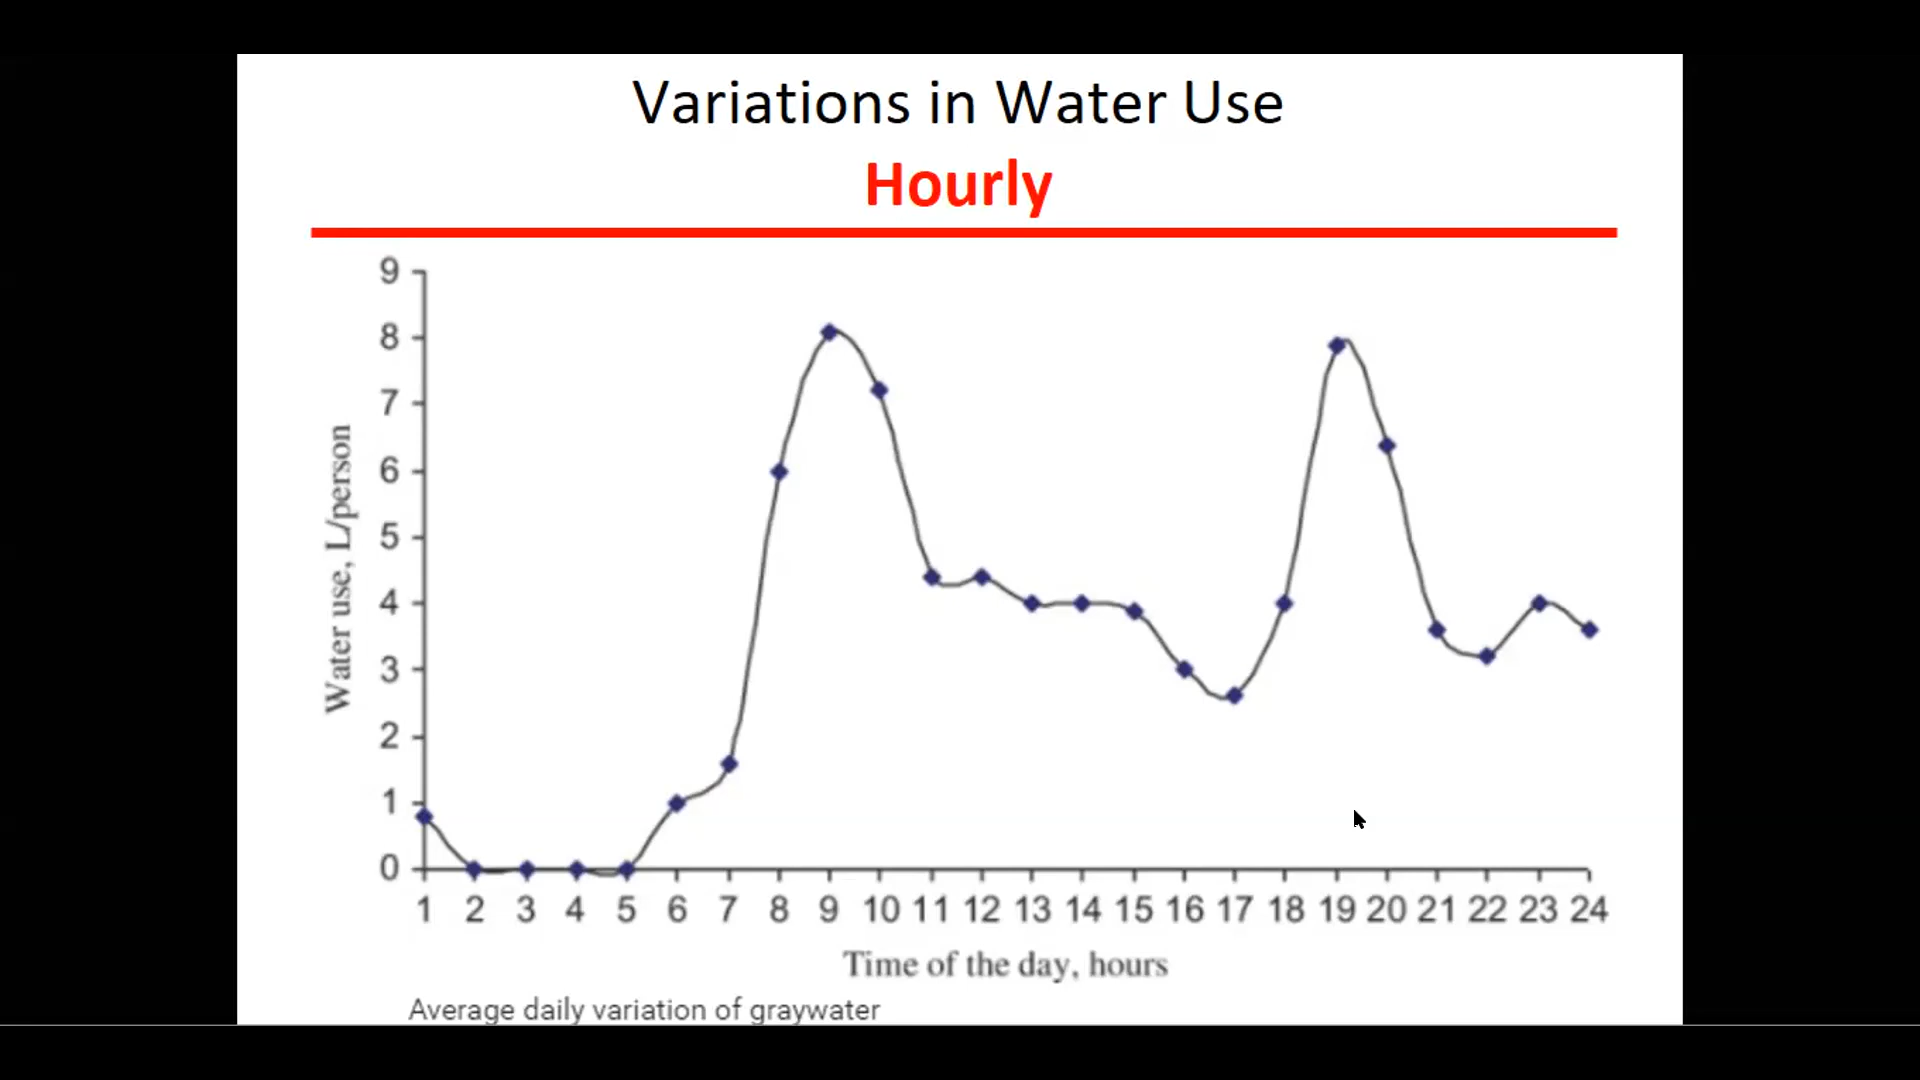 Variations in Water Use
Hourly
9
8
7
6
5
4
3
2
1
0
Water use, L/person
1 2 3 4 5 6 7 8 9 10 11 12 13 14 15 16 17 18 19 20 21 22 23 24
Time of the day, hours
Average daily variation of graywater